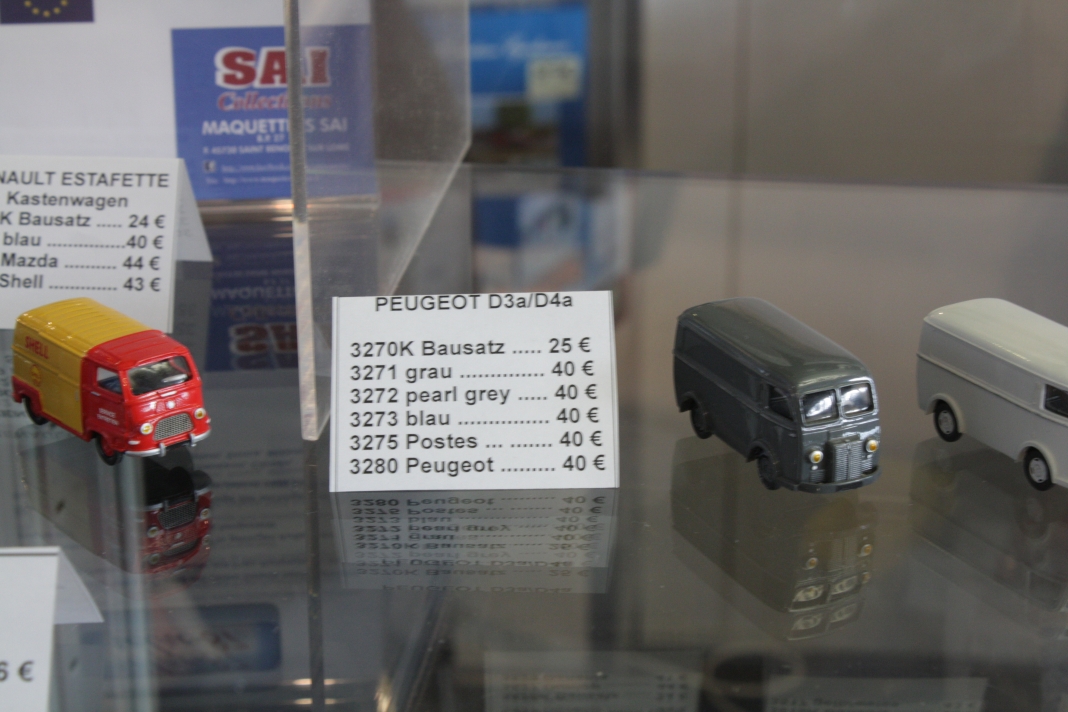 SAI
Collections
MAQUETTES SAI
B.P. 27
NAULT ESTAFETTE
Kastenwagen
K Bausatz ..... 24 €
blau ..............40 €
Mazda .......... 44 €
Shell .......... 43 €
SHELL
PEUGEOT D3a/D4a
3270K Bausatz ..... 25 €
3271 grau ............... 40 €
3272 pearl grey ..... 40 €
3273 blau ................ 40 €
3275 Postes ... ....... 40 €
3280 Peugeot ......... 40 €
6 €